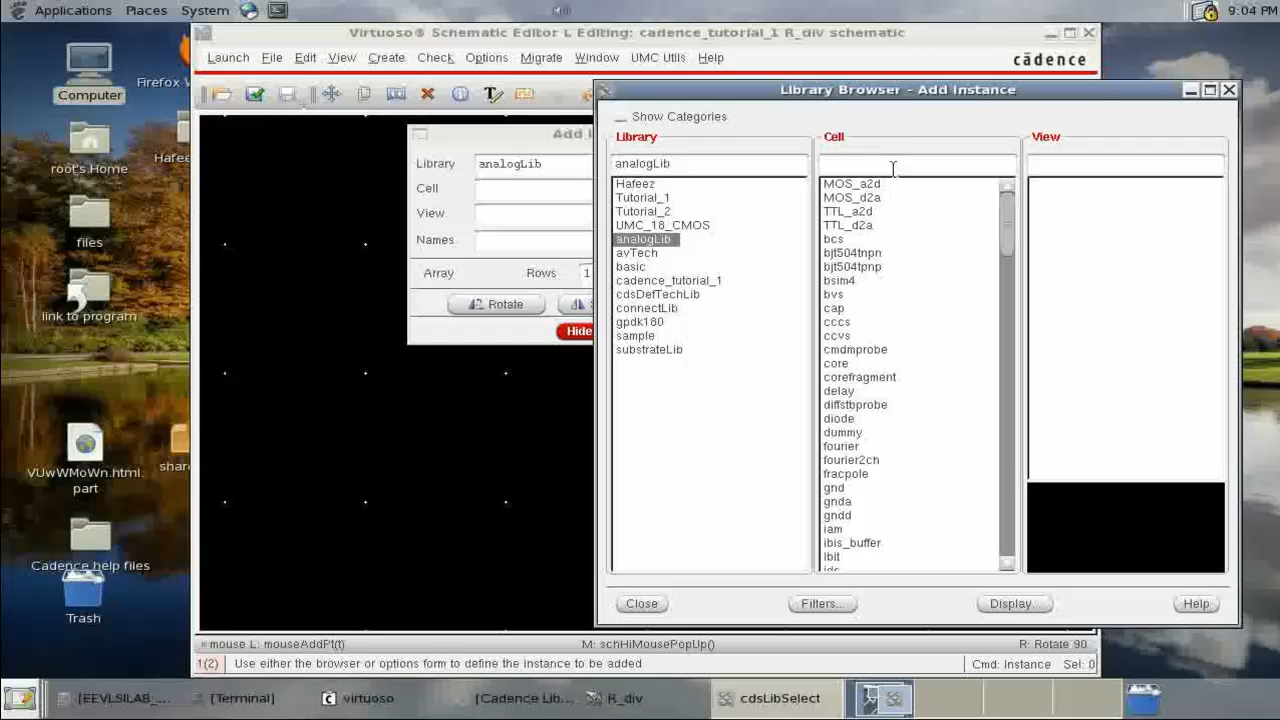 Applications Places System
9:04 PM
Computer
Firefox
root's Home
Hafee
files
link to program
VUwWMoWn.html.
part
share
Cadence help files
Trash
Virtuoso® Schematic Editor L Editing: cadence_tutorial_1 R_div schematic
Launch File Edit View Create Check Options Migrate Window UMC Utils Help
cādence
Add I
Library analogLib
Cell
View
Names
Array Rows 1
Rotate
Hide
Library Browser - Add Instance
Show Categories
Library
analogLib
Hafeez
Tutorial_1
Tutorial_2
UMC_18_CMOS
analogLib
avTech
basic
cadence_tutorial_1
cdsDefTechLib
connectLib
gpdk180
sample
substrateLib
Cell
MOS_a2d
MOS_d2a
TTL_a2d
TTL_d2a
bcs
bjt504tnpn
bjt504tpnp
bsim4
bvs
cap
cccs
ccvs
cmdmprobe
core
corefragment
delay
diffstbprobe
diode
dummy
fourier
fourier2ch
fracpole
gnd
gnda
gndd
iam
ibis_buffer
lbit
View
Close Filters... Display... Help
mouse L: mouseAddPt(t) M: schHiMousePopUp() R: Rotate 90
1(2) Use either the browser or options form to define the instance to be added Cmd: Instance Sel: 0
[EEVLSILAB_... [Terminal] virtuoso [Cadence Lib... R_div cdsLibSelect